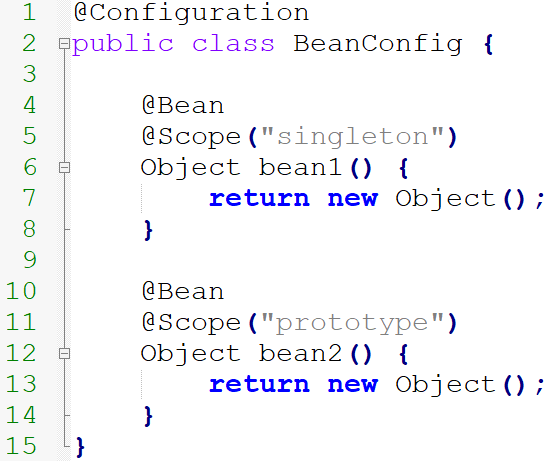 1 @Configuration
2 public class BeanConfig {
3
4     @Bean
5     @Scope("singleton")
6     Object bean1() {
7         return new Object();
8     }
9
10     @Bean
11     @Scope("prototype")
12     Object bean2() {
13         return new Object();
14     }
15 }